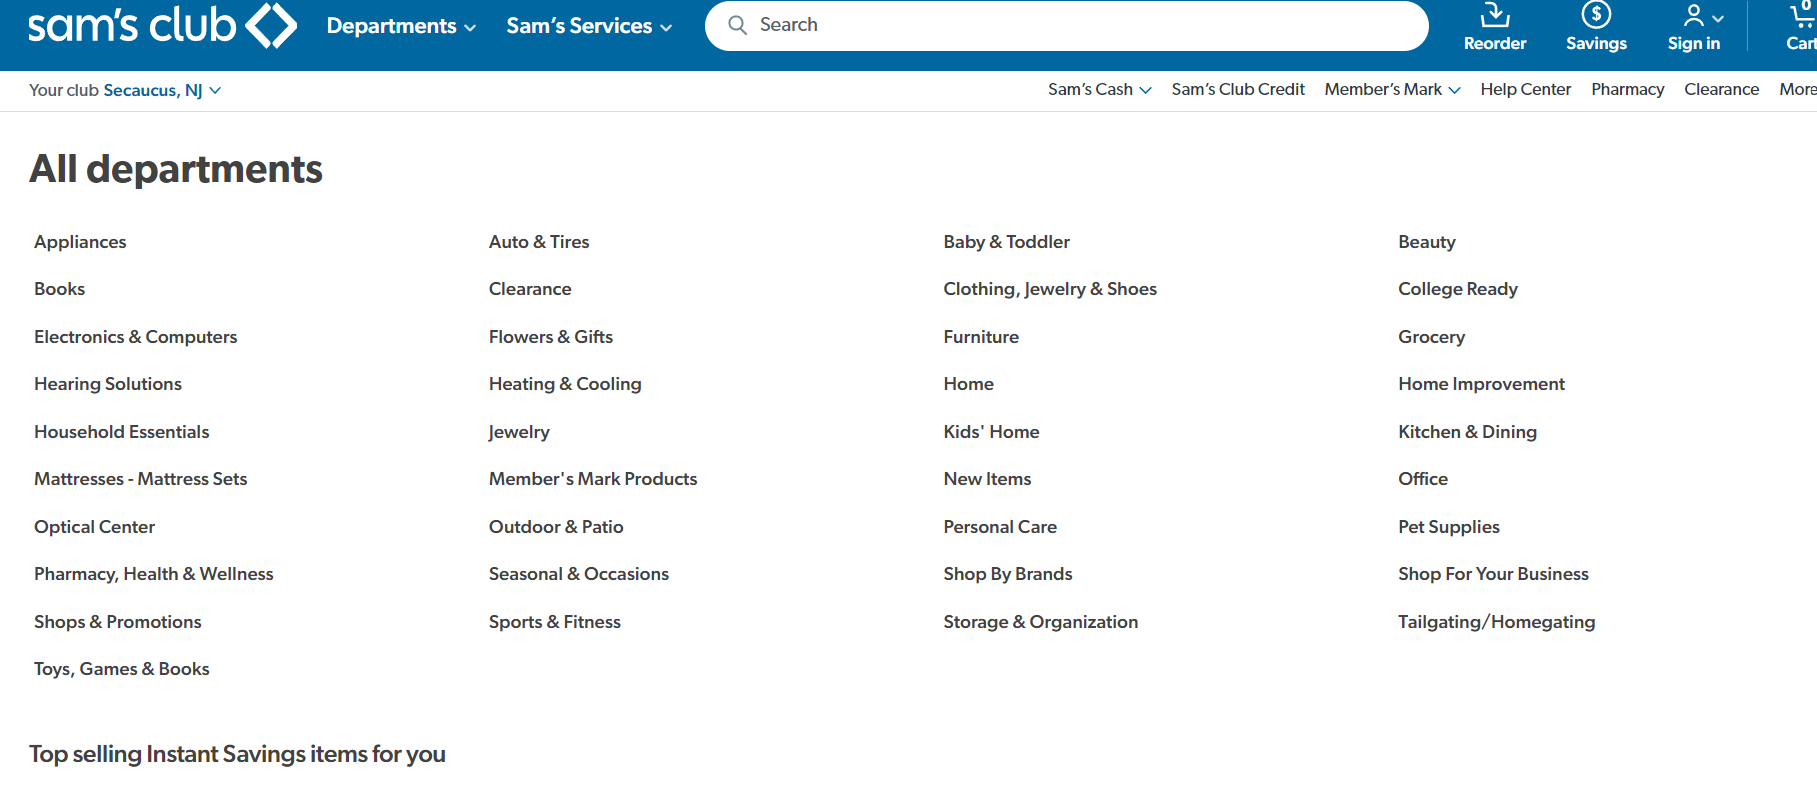 sam's club Departments Sam's Services Search Reorder Savings Sign in 0
Your club Secaucus, NJ Sam's Cash Sam's Club Credit Member's Mark Help Center Pharmacy Clearance More
All departments
Appliances Auto & Tires Baby & Toddler Beauty
Books Clearance Clothing, Jewelry & Shoes College Ready
Electronics & Computers Flowers & Gifts Furniture Grocery
Hearing Solutions Heating & Cooling Home Home Improvement
Household Essentials Jewelry Kids' Home Kitchen & Dining
Mattresses - Mattress Sets Member's Mark Products New Items Office
Optical Center Outdoor & Patio Personal Care Pet Supplies
Pharmacy, Health & Wellness Seasonal & Occasions Shop By Brands Shop For Your Business
Shops & Promotions Sports & Fitness Storage & Organization Tailgating/Homegating
Toys, Games & Books
Top selling Instant Savings items for you